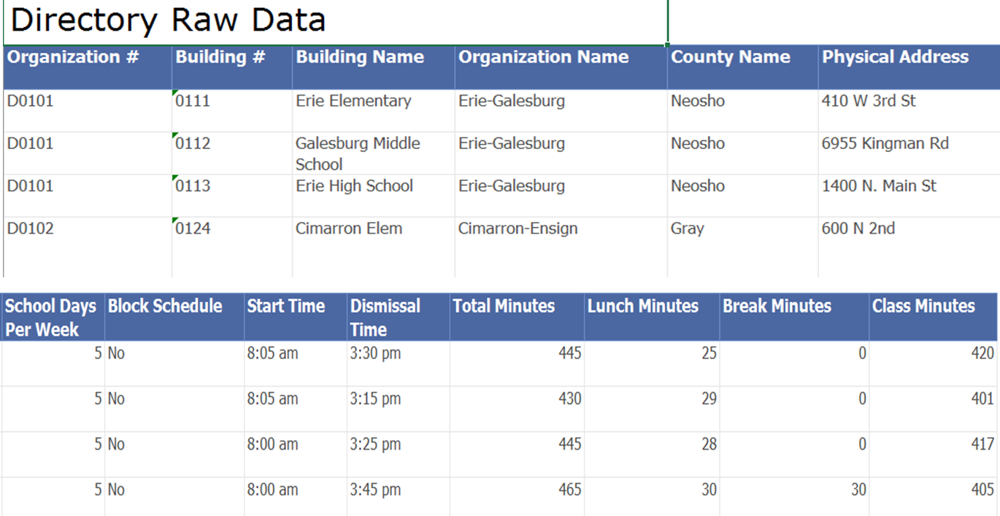 Directory Raw Data
Organization # Building # Building Name Organization Name County Name Physical Address
D0101 0111 Erie Elementary Erie-Galesburg Neosho 410 W 3rd St
D0101 0112 Galesburg Middle Erie-Galesburg Neosho 6955 Kingman Rd
School
D0101 0113 Erie High School Erie-Galesburg Neosho 1400 N. Main St
D0102 0124 Cimarron Elem Cimarron-Ensign Gray 600 N 2nd
School Days Block Schedule Start Time Dismissal Total Minutes Lunch Minutes Break Minutes Class Minutes
Per Week Time
5 No 8:05 am 3:30 pm 445 25 0 420
5 No 8:05 am 3:15 pm 430 29 0 401
5 No 8:00 am 3:25 pm 445 28 0 417
5 No 8:00 am 3:45 pm 465 30 30 405